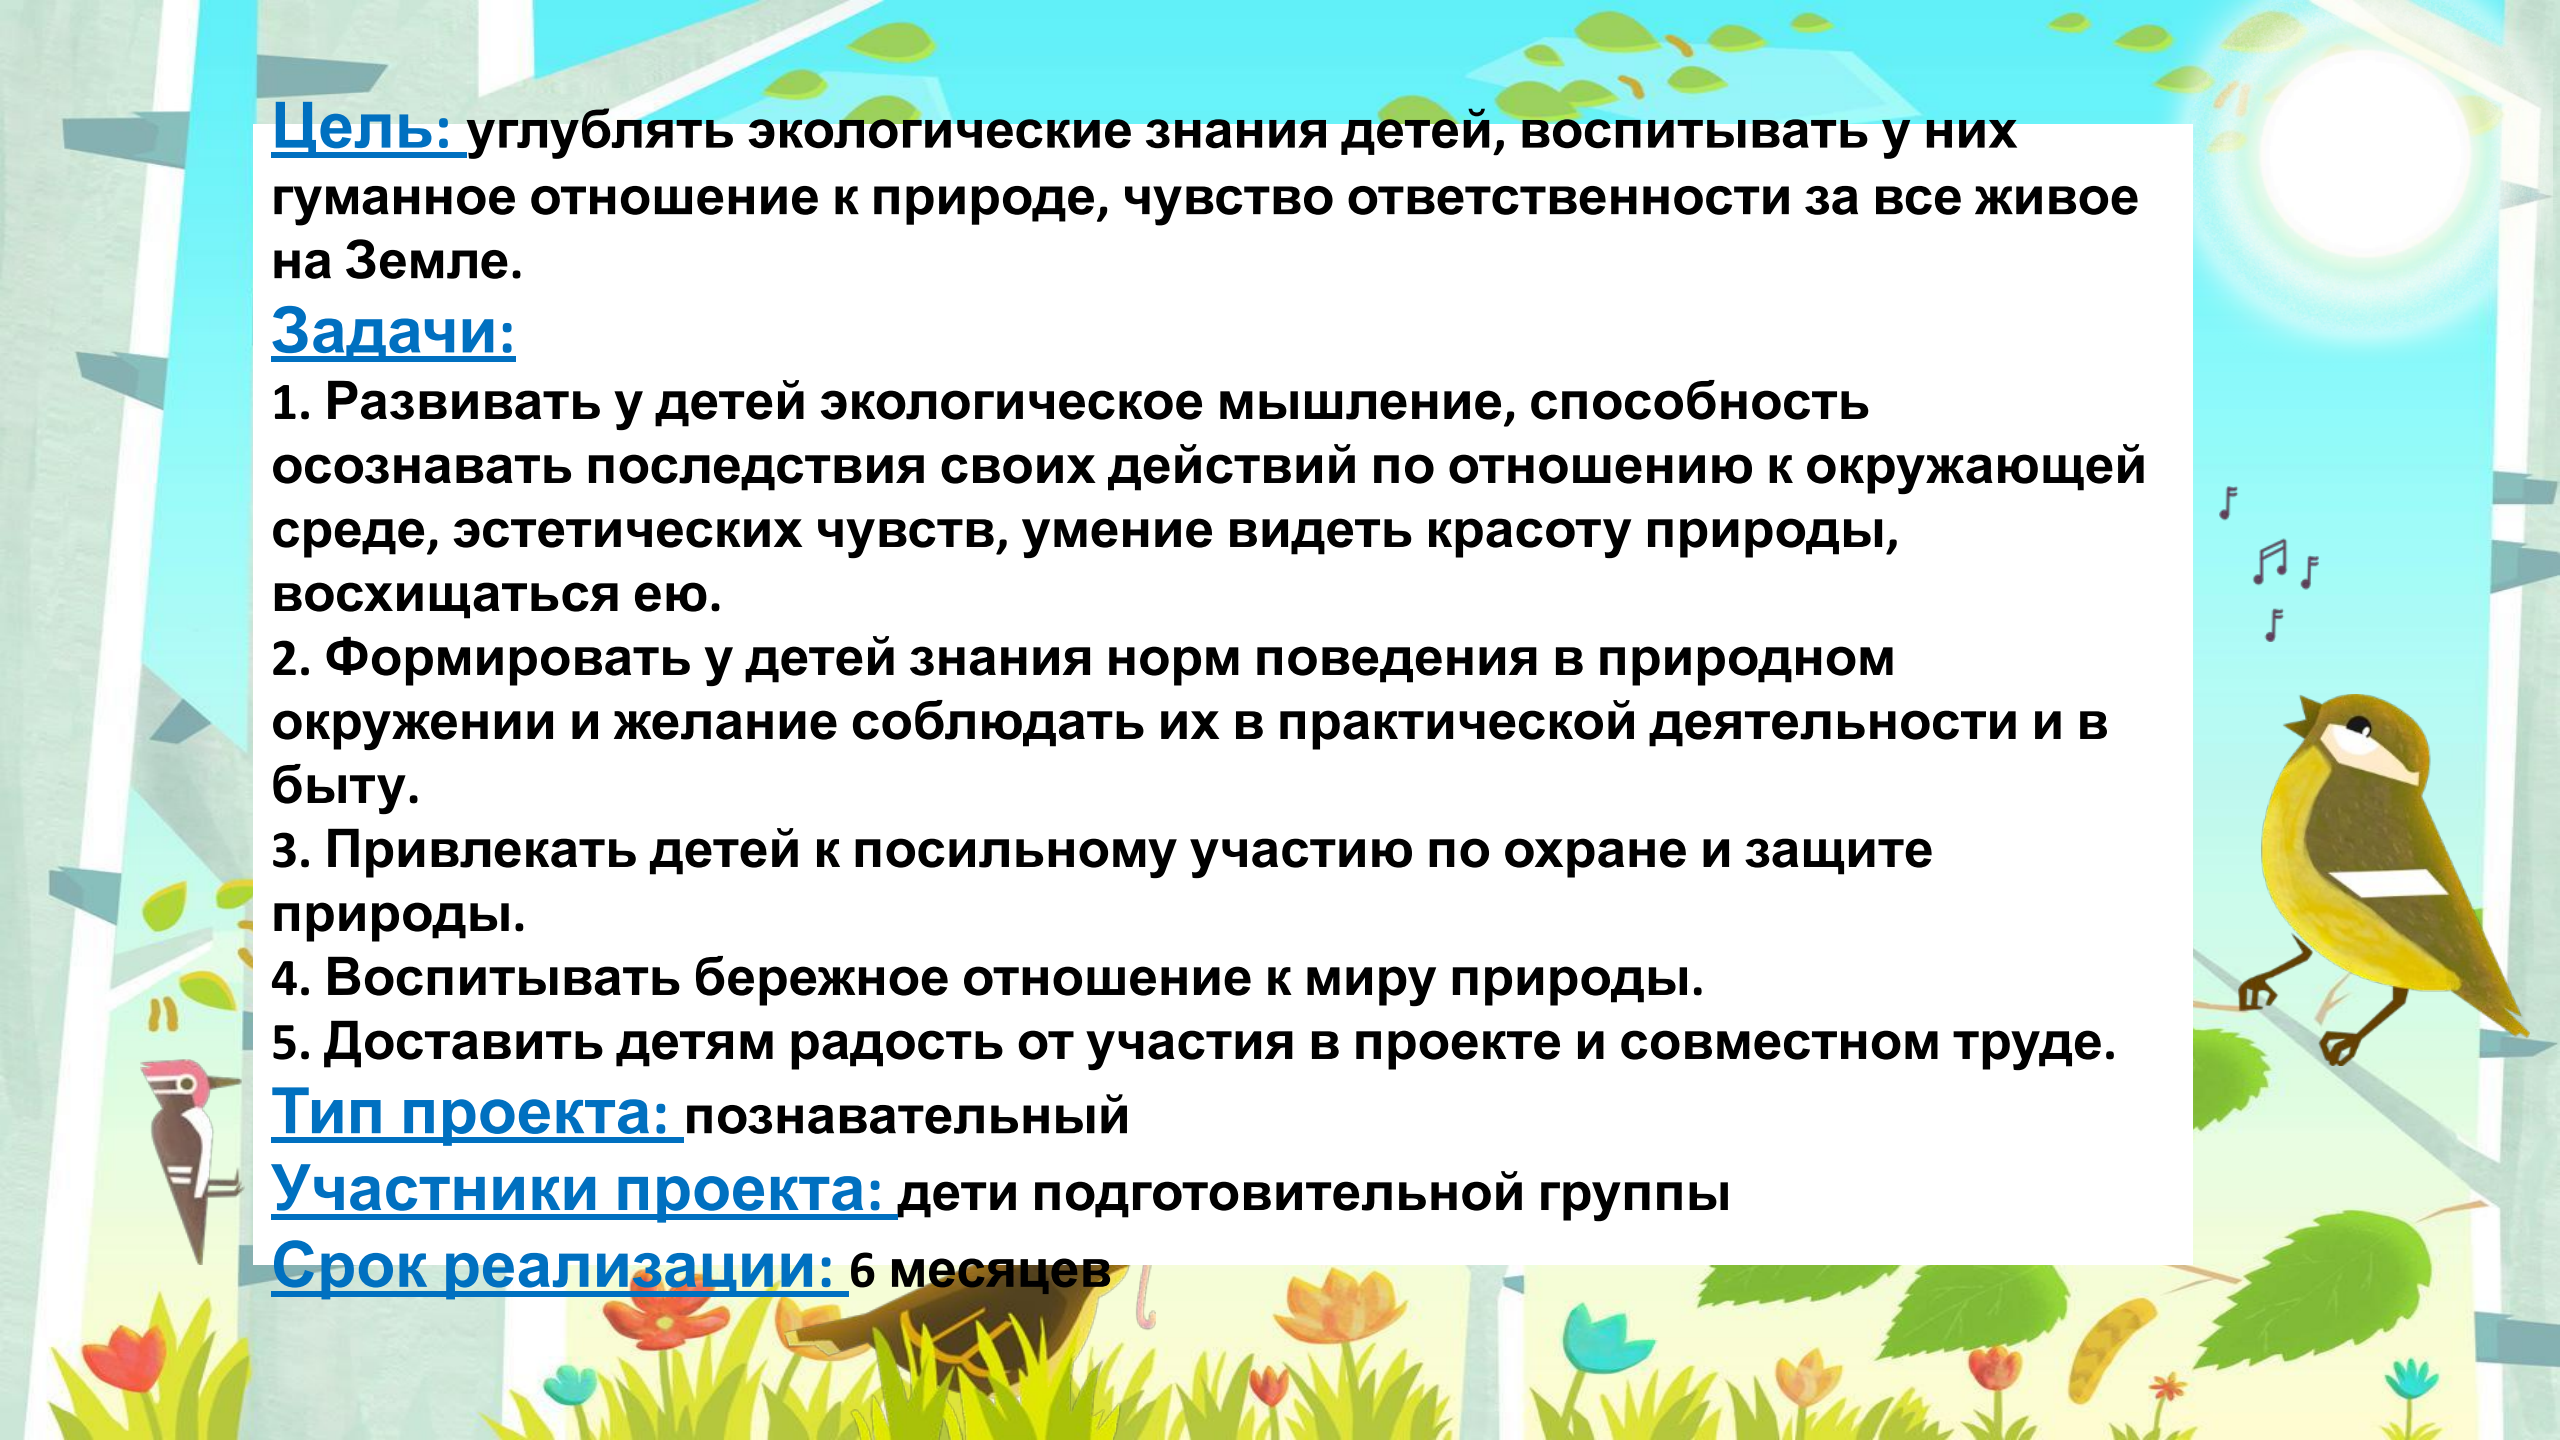 Цель: углублять экологические знания детей, воспитывать у них
гуманное отношение к природе, чувство ответственности за все живое
на Земле.
Задачи:
1. Развивать у детей экологическое мышление, способность
осознавать последствия своих действий по отношению к окружающей
среде, эстетических чувств, умение видеть красоту природы,
восхищаться ею.
2. Формировать у детей знания норм поведения в природном
окружении и желание соблюдать их в практической деятельности и в
быту.
3. Привлекать детей к посильному участию по охране и защите
природы.
4. Воспитывать бережное отношение к миру природы.
5. Доставить детям радость от участия в проекте и совместном труде.
Тип проекта: познавательный
Участники проекта: дети подготовительной группы
Срок реализации: 6 месяцев